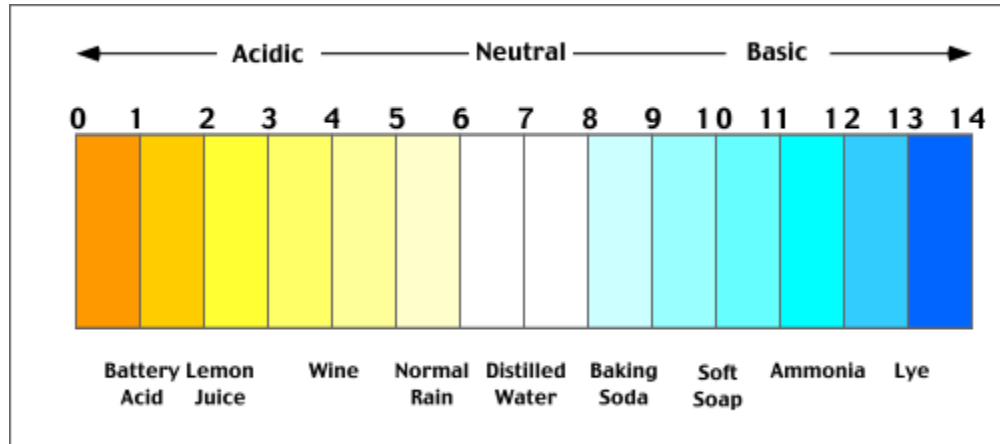 Acidic Neutral Basic
0 1 2 3 4 5 6 7 8 9 10 11 12 13 14
Battery Lemon Wine Normal Distilled Baking Soft Ammonia Lye
Acid Juice Rain Water Soda Soap